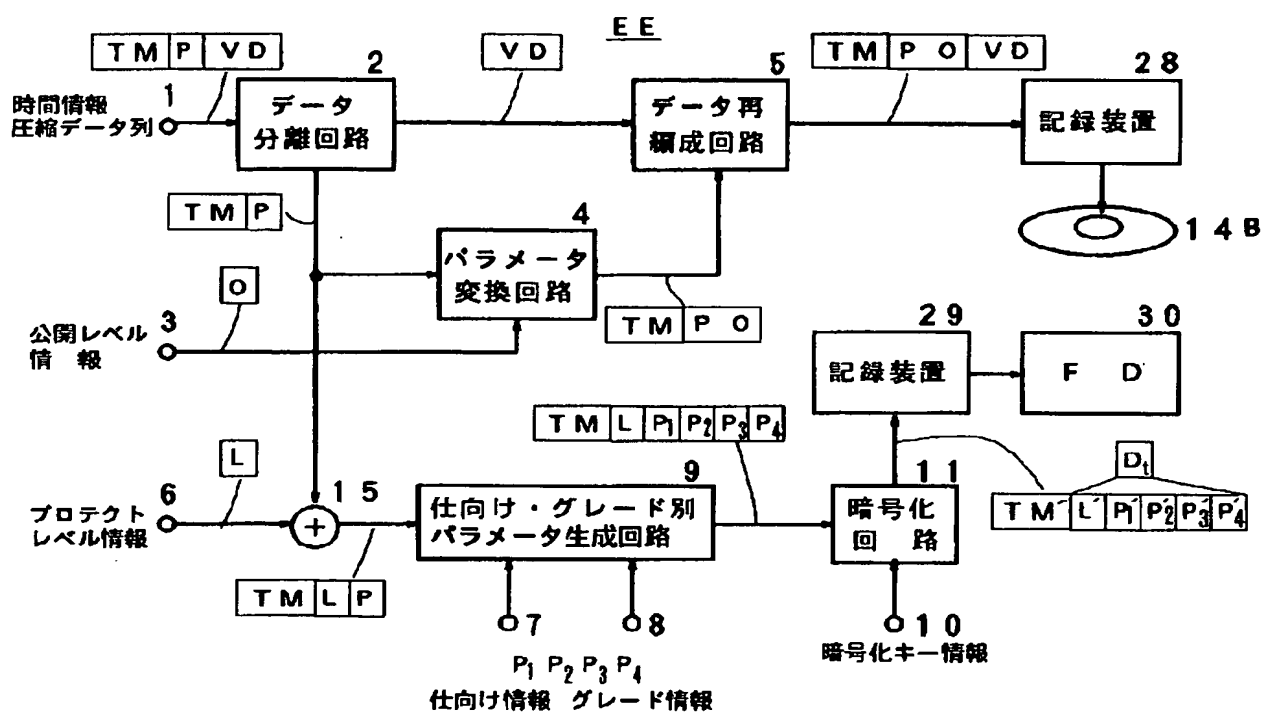 EE
TM P VD
VD
TM PO VD
2
5
28
時間情報
圧縮データ列
1
データ
分離回路
データ再
編成回路
記録装置
TM P
4
14B
パラメータ
変換回路
O
TM PO
3
公開レベル
情報
29
30
記録装置
FD
TM L P1 P2 P3 P4
L
Dt
6
15
9
11
TM´ L´ P1´ P2´ P3´ P4´
プロテクト
レベル情報
+
仕向け・グレード別
パラメータ生成回路
暗号化
回路
TM L P
7
8
10
暗号化キー情報
P1 P2 P3 P4
仕向け情報 グレード情報